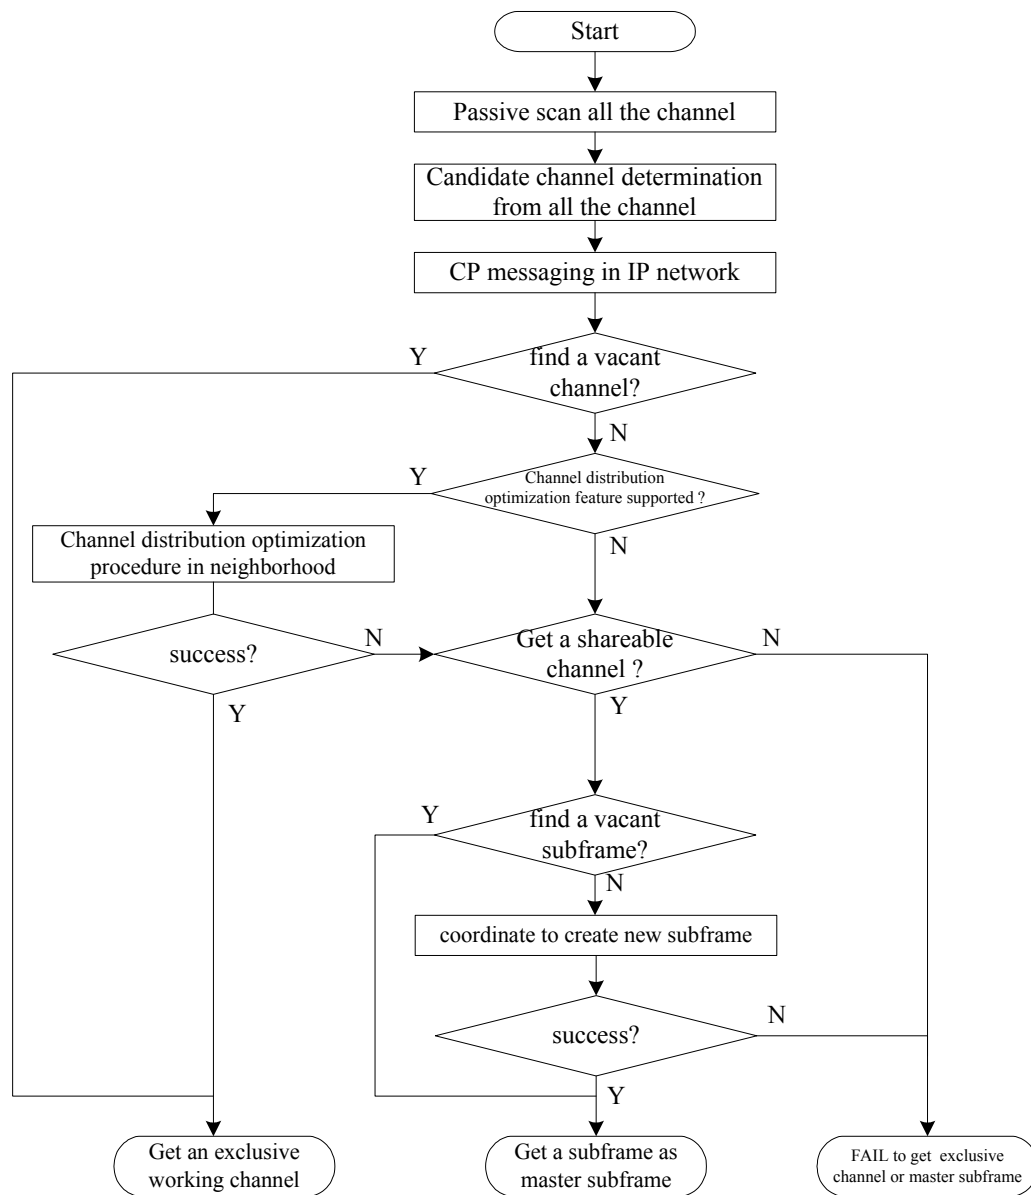 Start
Passive scan all the channel
Candidate channel determination
from all the channel
CP messaging in IP network
Y
find a vacant
channel?
N
Y
Channel distribution
optimization feature supported ?
N
Channel distribution optimization
procedure in neighborhood
success?
N
Get a shareable
channel ?
N
Y
Y
Y
find a vacant
subframe?
N
coordinate to create new subframe
success?
N
Y
Get an exclusive
working channel
Get a subframe as
master subframe
FAIL to get exclusive
channel or master subframe